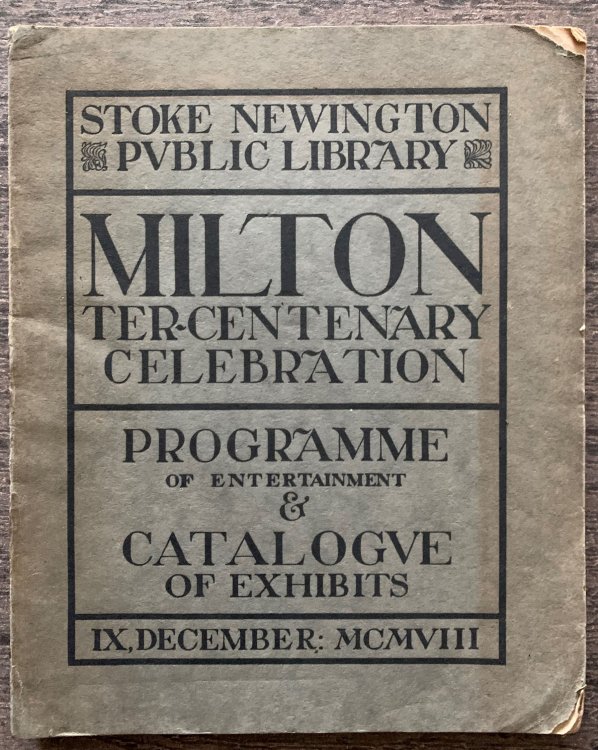 STOKE NEWINGTON
PVBLIC LIBRARY
MILTON
TER-CENTENARY
CELEBRATION
PROGRAMME
OF ENTERTAINMENT
&
CATALOGVE
OF EXHIBITS
IX, DECEMBER: MCMVIII